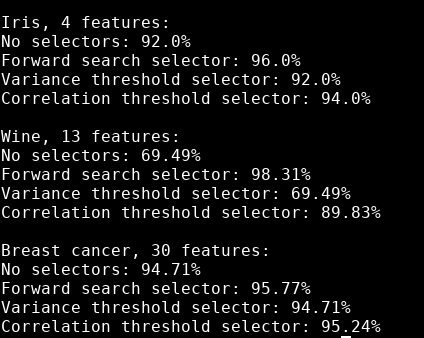 Iris, 4 features:
No selectors: 92.0%
Forward search selector: 96.0%
Variance threshold selector: 92.0%
Correlation threshold selector: 94.0%
Wine, 13 features:
No selectors: 69.49%
Forward search selector: 98.31%
Variance threshold selector: 69.49%
Correlation threshold selector: 89.83%
Breast cancer, 30 features:
No selectors: 94.71%
Forward search selector: 95.77%
Variance threshold selector: 94.71%
Correlation threshold selector: 95.24%